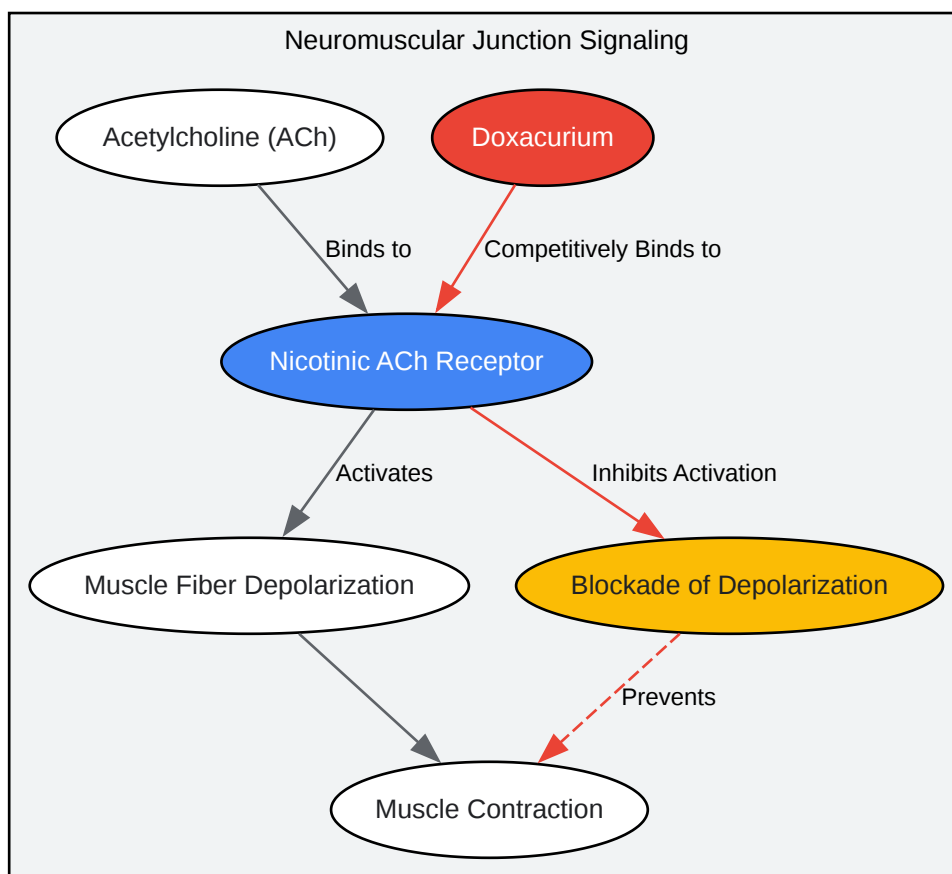 Neuromuscular Junction Signaling
Acetylcholine (ACh)
Doxacurium
Binds to
Competitively Binds to
Nicotinic ACh Receptor
Activates
Inhibits Activation
Muscle Fiber Depolarization
Blockade of Depolarization
Prevents
Muscle Contraction